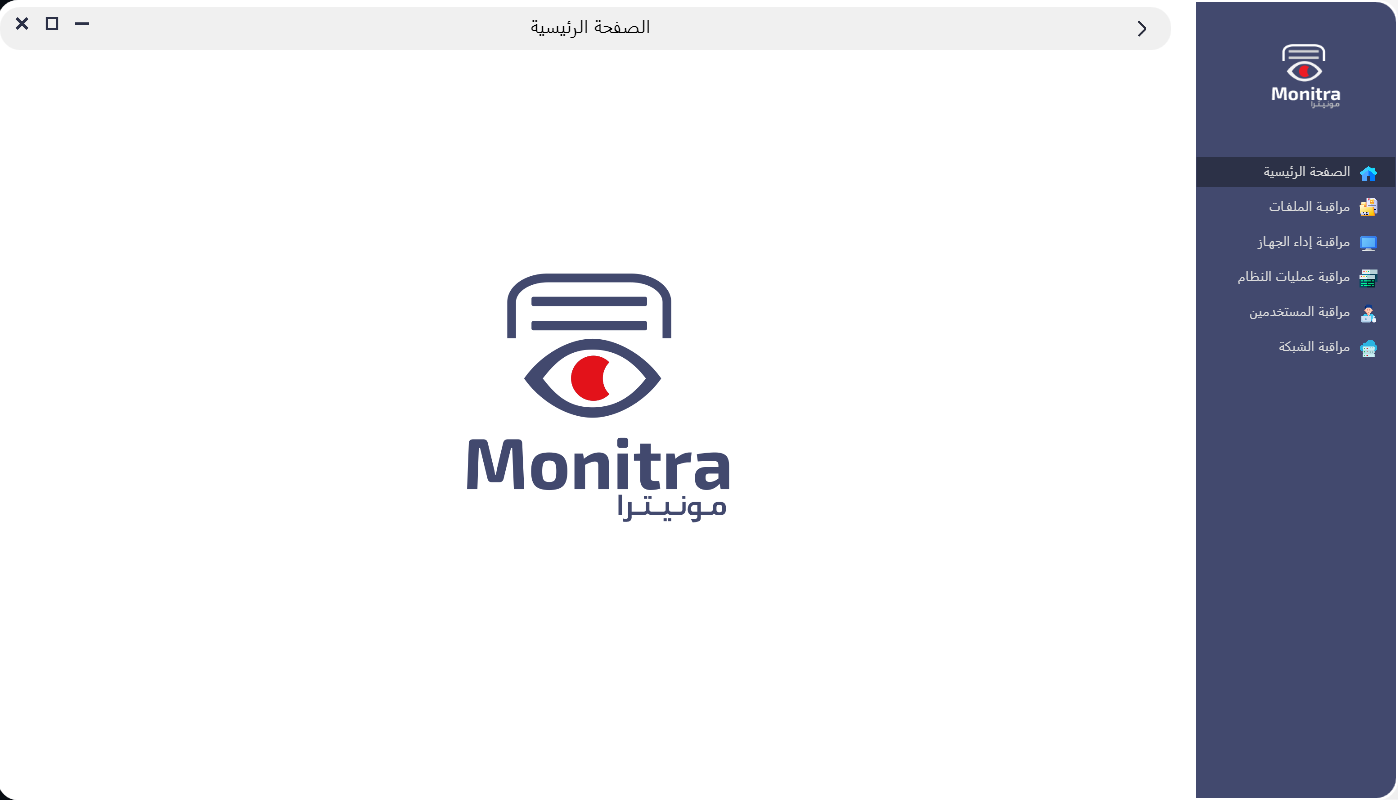 الصفحة الرئيسية
Monitra
مونيترا
الصفحة الرئيسية
مراقبة الملفات
مراقبة إداء الجهاز
مراقبة عمليات النظام
مراقبة المستخدمين
مراقبة الشبكة
Monitra
مونيترا